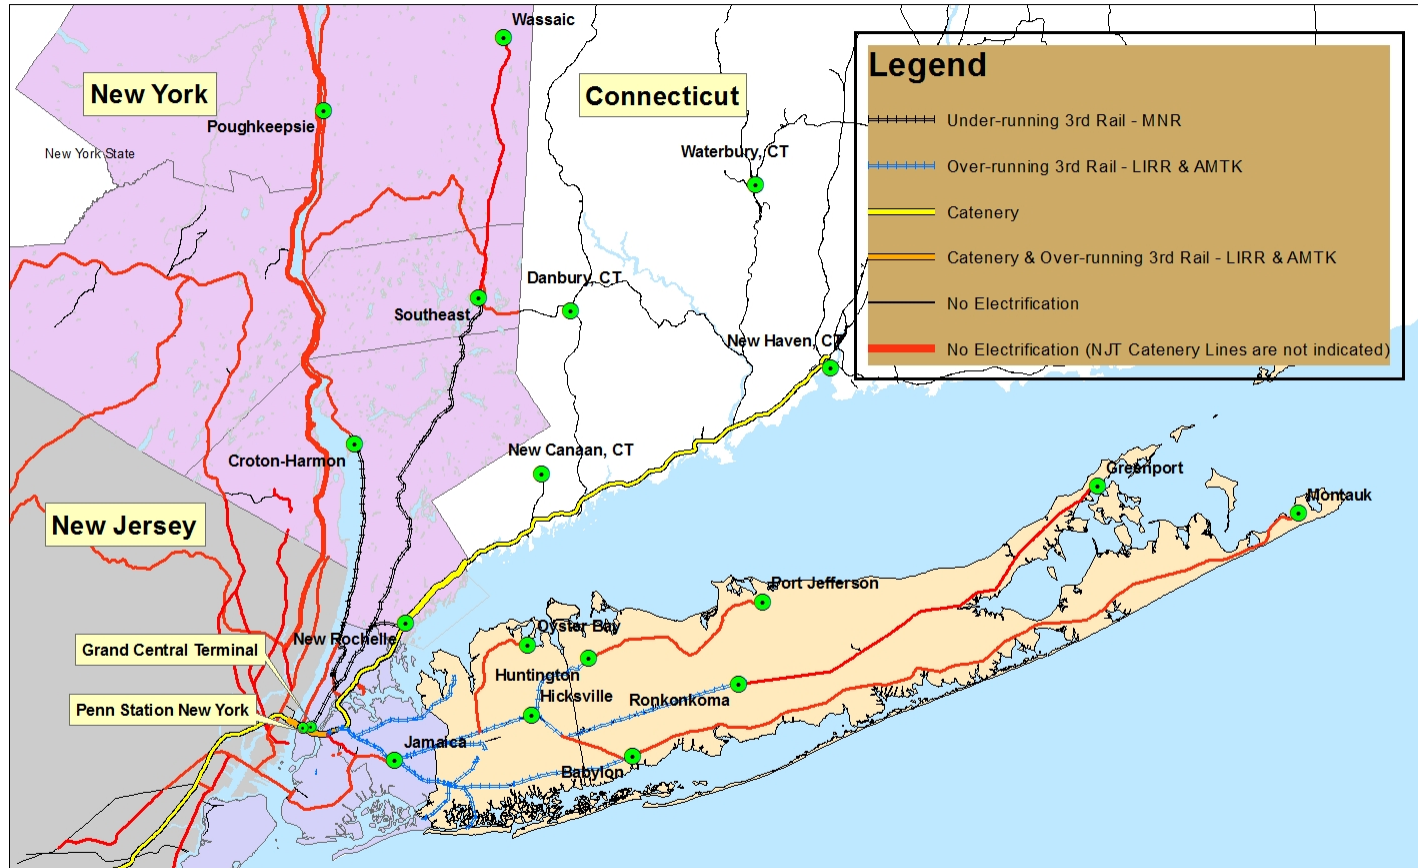 Wassaic
New York
Connecticut
Poughkeepsie
New York State
Waterbury, CT
Legend
Under-running 3rd Rail - MNR
Over-running 3rd Rail - LIRR & AMTK
Catenery
Catenery & Over-running 3rd Rail - LIRR & AMTK
No Electrification
No Electrification (NJT Catenery Lines are not indicated)
Danbury, CT
Southeast
New Haven, CT
New Canaan, CT
Croton-Harmon
Greenport
Montauk
New Jersey
Port Jefferson
Oyster Bay
New Rochelle
Grand Central Terminal
Huntington
Hicksville
Ronkonkoma
Penn Station New York
Jamaica
Babylon